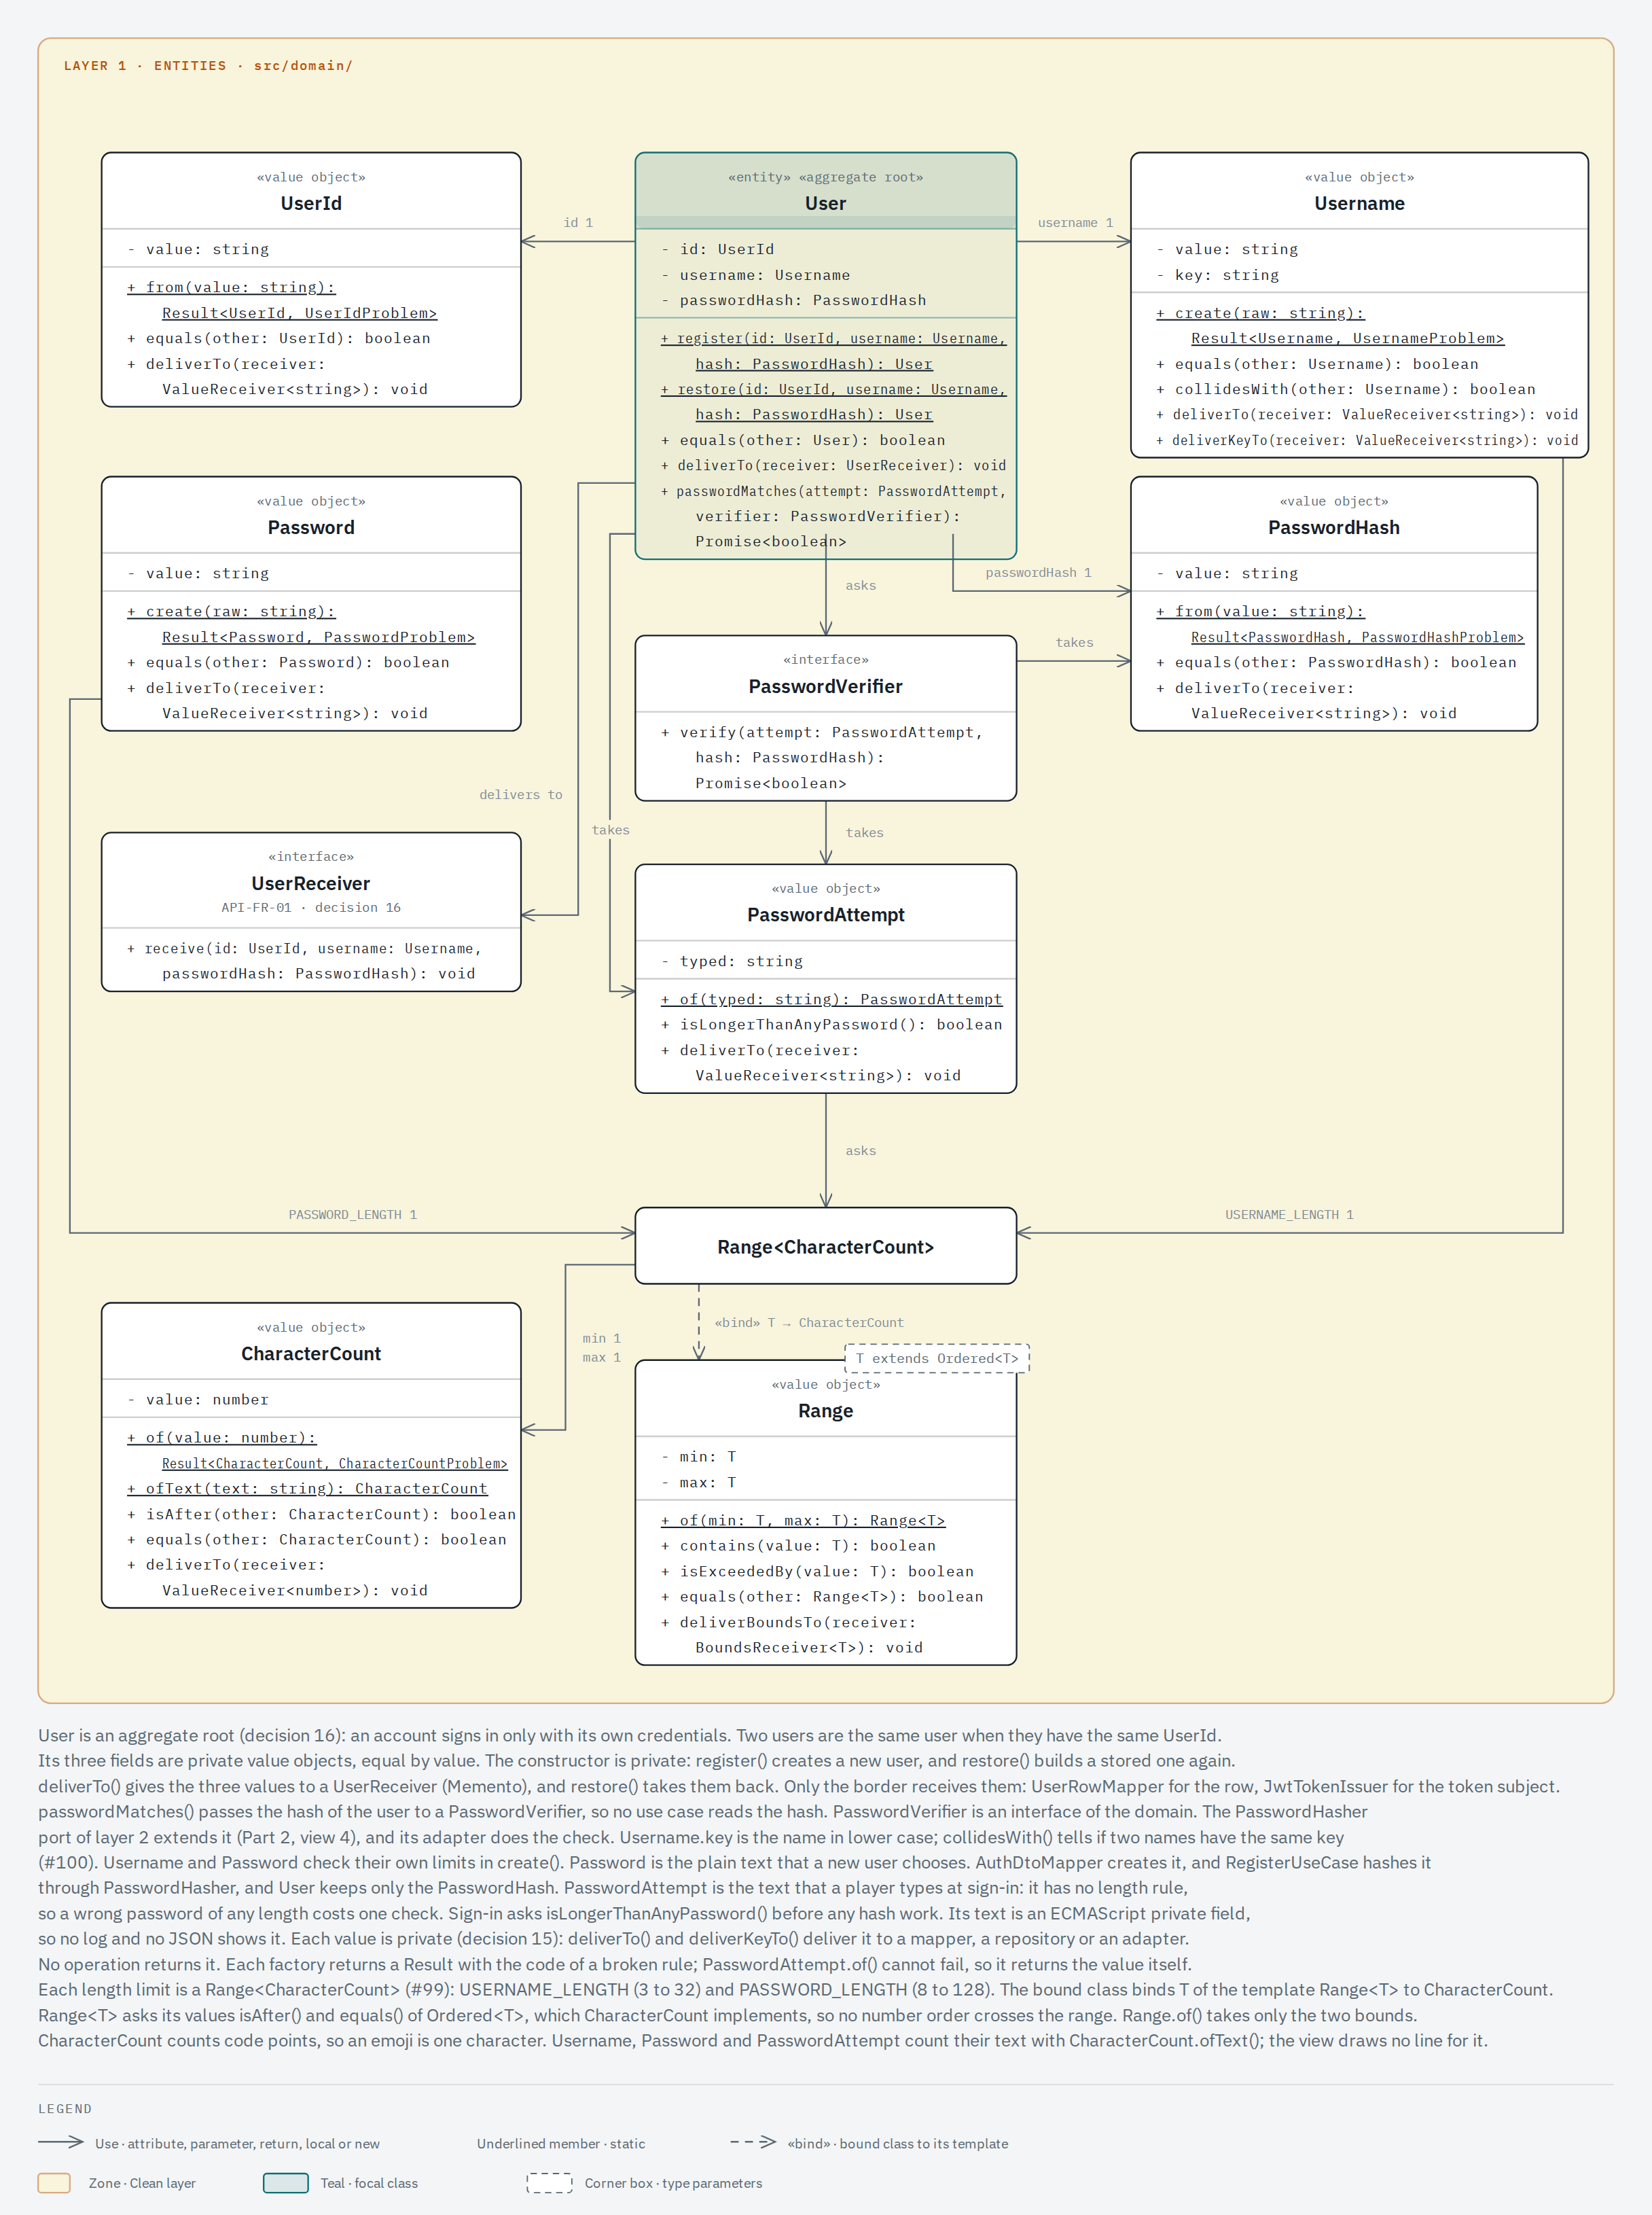 LAYER 1 · ENTITIES · src/domain/
«value object»
UserId
- value: string
+ from(value: string):
Result<UserId, UserIdProblem>
+ equals(other: UserId): boolean
+ deliverTo(receiver:
ValueReceiver<string>): void
id 1
«entity» «aggregate root»
User
- id: UserId
- username: Username
- passwordHash: PasswordHash
+ register(id: UserId, username: Username,
hash: PasswordHash): User
+ restore(id: UserId, username: Username,
hash: PasswordHash): User
+ equals(other: User): boolean
+ deliverTo(receiver: UserReceiver): void
+ passwordMatches(attempt: PasswordAttempt,
verifier: PasswordVerifier):
Promise<boolean>
username 1
«value object»
Username
- value: string
- key: string
+ create(raw: string):
Result<Username, UsernameProblem>
+ equals(other: Username): boolean
+ collidesWith(other: Username): boolean
+ deliverTo(receiver: ValueReceiver<string>): void
+ deliverKeyTo(receiver: ValueReceiver<string>): void
«value object»
Password
- value: string
+ create(raw: string):
Result<Password, PasswordProblem>
+ equals(other: Password): boolean
+ deliverTo(receiver:
ValueReceiver<string>): void
asks
passwordHash 1
«value object»
PasswordHash
- value: string
+ from(value: string):
Result<PasswordHash, PasswordHashProblem>
+ equals(other: PasswordHash): boolean
+ deliverTo(receiver:
ValueReceiver<string>): void
takes
«interface»
PasswordVerifier
+ verify(attempt: PasswordAttempt,
hash: PasswordHash):
Promise<boolean>
delivers to
takes
takes
«interface»
UserReceiver
API-FR-01 · decision 16
+ receive(id: UserId, username: Username,
passwordHash: PasswordHash): void
«value object»
PasswordAttempt
- typed: string
+ of(typed: string): PasswordAttempt
+ isLongerThanAnyPassword(): boolean
+ deliverTo(receiver:
ValueReceiver<string>): void
asks
PASSWORD_LENGTH 1
USERNAME_LENGTH 1
Range<CharacterCount>
«value object»
CharacterCount
- value: number
+ of(value: number):
Result<CharacterCount, CharacterCountProblem>
+ ofText(text: string): CharacterCount
+ isAfter(other: CharacterCount): boolean
+ equals(other: CharacterCount): boolean
+ deliverTo(receiver:
ValueReceiver<number>): void
min 1
max 1
«bind» T → CharacterCount
T extends Ordered<T>
«value object»
Range
- min: T
- max: T
+ of(min: T, max: T): Range<T>
+ contains(value: T): boolean
+ isExceededBy(value: T): boolean
+ equals(other: Range<T>): boolean
+ deliverBoundsTo(receiver:
BoundsReceiver<T>): void
User is an aggregate root (decision 16): an account signs in only with its own credentials. Two users are the same user when they have the same UserId.
Its three fields are private value objects, equal by value. The constructor is private: register() creates a new user, and restore() builds a stored one again.
deliverTo() gives the three values to a UserReceiver (Memento), and restore() takes them back. Only the border receives them: UserRowMapper for the row, JwtTokenIssuer for the token subject.
passwordMatches() passes the hash of the user to a PasswordVerifier, so no use case reads the hash. PasswordVerifier is an interface of the domain. The PasswordHasher
port of layer 2 extends it (Part 2, view 4), and its adapter does the check. Username.key is the name in lower case; collidesWith() tells if two names have the same key
(#100). Username and Password check their own limits in create(). Password is the plain text that a new user chooses. AuthDtoMapper creates it, and RegisterUseCase hashes it
through PasswordHasher, and User keeps only the PasswordHash. PasswordAttempt is the text that a player types at sign-in: it has no length rule,
so a wrong password of any length costs one check. Sign-in asks isLongerThanAnyPassword() before any hash work. Its text is an ECMAScript private field,
so no log and no JSON shows it. Each value is private (decision 15): deliverTo() and deliverKeyTo() deliver it to a mapper, a repository or an adapter.
No operation returns it. Each factory returns a Result with the code of a broken rule; PasswordAttempt.of() cannot fail, so it returns the value itself.
Each length limit is a Range<CharacterCount> (#99): USERNAME_LENGTH (3 to 32) and PASSWORD_LENGTH (8 to 128). The bound class binds T of the template Range<T> to CharacterCount.
Range<T> asks its values isAfter() and equals() of Ordered<T>, which CharacterCount implements, so no number order crosses the range. Range.of() takes only the two bounds.
CharacterCount counts code points, so an emoji is one character. Username, Password and PasswordAttempt count their text with CharacterCount.ofText(); the view draws no line for it.
LEGEND
Use · attribute, parameter, return, local or new
Underlined member · static
«bind» · bound class to its template
Zone · Clean layer
Teal · focal class
Corner box · type parameters